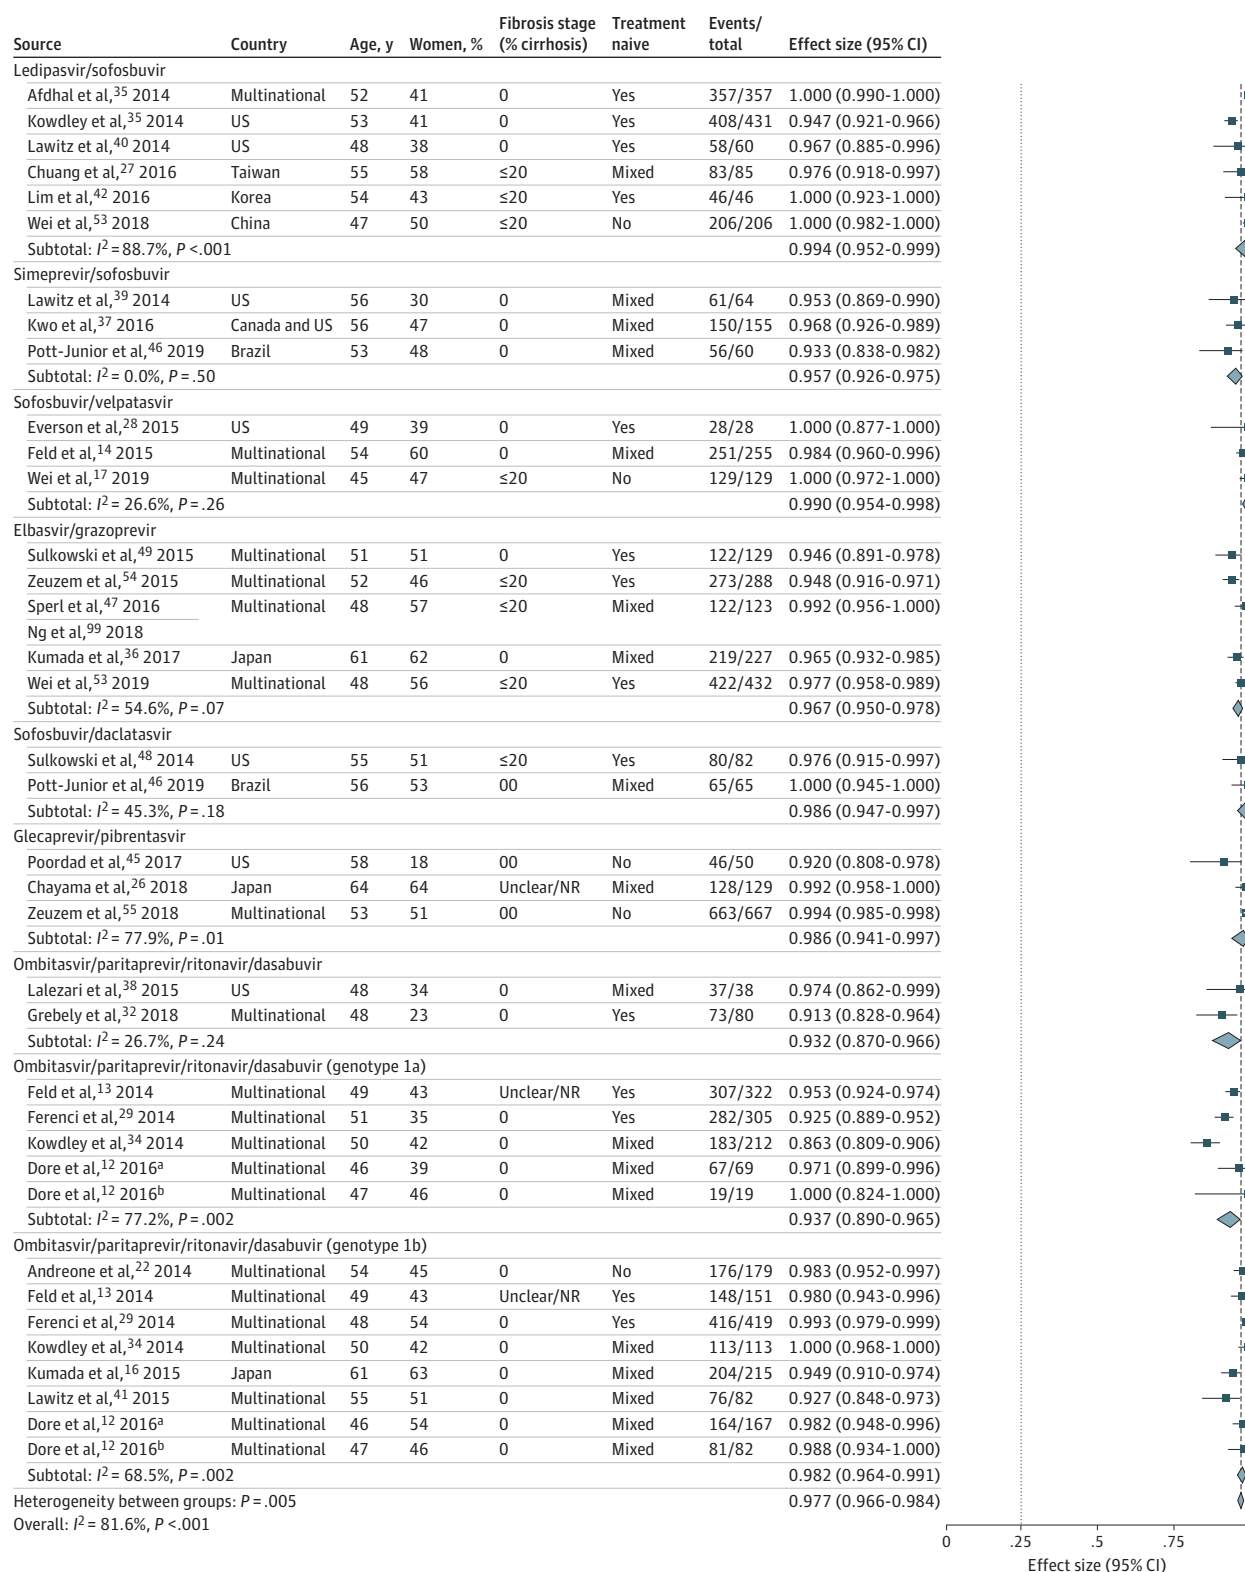 Source Country Age, y Women, % Fibrosis stage (% cirrhosis) Treatment naive Events/total Effect size (95% CI)
Ledipasvir/sofosbuvir
Afdhal et al,35 2014 Multinational 52 41 0 Yes 357/357 1.000 (0.990-1.000)
Kowdley et al,35 2014 US 53 41 0 Yes 408/431 0.947 (0.921-0.966)
Lawitz et al,40 2014 US 48 38 0 Yes 58/60 0.967 (0.885-0.996)
Chuang et al,27 2016 Taiwan 55 58 ≤20 Mixed 83/85 0.976 (0.918-0.997)
Lim et al,42 2016 Korea 54 43 ≤20 Yes 46/46 1.000 (0.923-1.000)
Wei et al,53 2018 China 47 50 ≤20 No 206/206 1.000 (0.982-1.000)
Subtotal: I2 = 88.7%, P <.001 0.994 (0.952-0.999)
Simeprevir/sofosbuvir
Lawitz et al,39 2014 US 56 30 0 Mixed 61/64 0.953 (0.869-0.990)
Kwo et al,37 2016 Canada and US 56 47 0 Mixed 150/155 0.968 (0.926-0.989)
Pott-Junior et al,46 2019 Brazil 53 48 0 Mixed 56/60 0.933 (0.838-0.982)
Subtotal: I2 = 0.0%, P = .50 0.957 (0.926-0.975)
Sofosbuvir/velpatasvir
Everson et al,28 2015 US 49 39 0 Yes 28/28 1.000 (0.877-1.000)
Feld et al,14 2015 Multinational 54 60 0 Mixed 251/255 0.984 (0.960-0.996)
Wei et al,17 2019 Multinational 45 47 ≤20 No 129/129 1.000 (0.972-1.000)
Subtotal: I2 = 26.6%, P = .26 0.990 (0.954-0.998)
Elbasvir/grazoprevir
Sulkowski et al,49 2015 Multinational 51 51 0 Yes 122/129 0.946 (0.891-0.978)
Zeuzem et al,54 2015 Multinational 52 46 ≤20 Yes 273/288 0.948 (0.916-0.971)
Sperl et al,47 2016 Multinational 48 57 ≤20 Mixed 122/123 0.992 (0.956-1.000)
Ng et al,99 2018
Kumada et al,36 2017 Japan 61 62 0 Mixed 219/227 0.965 (0.932-0.985)
Wei et al,53 2019 Multinational 48 56 ≤20 Yes 422/432 0.977 (0.958-0.989)
Subtotal: I2 = 54.6%, P = .07 0.967 (0.950-0.978)
Sofosbuvir/daclatasvir
Sulkowski et al,48 2014 US 55 51 ≤20 Yes 80/82 0.976 (0.915-0.997)
Pott-Junior et al,46 2019 Brazil 56 53 00 Mixed 65/65 1.000 (0.945-1.000)
Subtotal: I2 = 45.3%, P = .18 0.986 (0.947-0.997)
Glecaprevir/pibrentasvir
Poordad et al,45 2017 US 58 18 00 No 46/50 0.920 (0.808-0.978)
Chayama et al,26 2018 Japan 64 64 Unclear/NR Mixed 128/129 0.992 (0.958-1.000)
Zeuzem et al,55 2018 Multinational 53 51 00 No 663/667 0.994 (0.985-0.998)
Subtotal: I2 = 77.9%, P = .01 0.986 (0.941-0.997)
Ombitasvir/paritaprevir/ritonavir/dasabuvir
Lalezari et al,38 2015 US 48 34 0 Mixed 37/38 0.974 (0.862-0.999)
Grebely et al,32 2018 Multinational 48 23 0 Yes 73/80 0.913 (0.828-0.964)
Subtotal: I2 = 26.7%, P = .24 0.932 (0.870-0.966)
Ombitasvir/paritaprevir/ritonavir/dasabuvir (genotype 1a)
Feld et al,13 2014 Multinational 49 43 Unclear/NR Yes 307/322 0.953 (0.924-0.974)
Ferenci et al,29 2014 Multinational 51 35 0 Yes 282/305 0.925 (0.889-0.952)
Kowdley et al,34 2014 Multinational 50 42 0 Mixed 183/212 0.863 (0.809-0.906)
Dore et al,12 2016a Multinational 46 39 0 Mixed 67/69 0.971 (0.899-0.996)
Dore et al,12 2016b Multinational 47 46 0 Mixed 19/19 1.000 (0.824-1.000)
Subtotal: I2 = 77.2%, P = .002 0.937 (0.890-0.965)
Ombitasvir/paritaprevir/ritonavir/dasabuvir (genotype 1b)
Andreone et al,22 2014 Multinational 54 45 0 No 176/179 0.983 (0.952-0.997)
Feld et al,13 2014 Multinational 49 43 Unclear/NR Yes 148/151 0.980 (0.943-0.996)
Ferenci et al,29 2014 Multinational 48 54 0 Yes 416/419 0.993 (0.979-0.999)
Kowdley et al,34 2014 Multinational 50 42 0 Mixed 113/113 1.000 (0.968-1.000)
Kumada et al,16 2015 Japan 61 63 0 Mixed 204/215 0.949 (0.910-0.974)
Lawitz et al,41 2015 Multinational 55 51 0 Mixed 76/82 0.927 (0.848-0.973)
Dore et al,12 2016a Multinational 46 54 0 Mixed 164/167 0.982 (0.948-0.996)
Dore et al,12 2016b Multinational 47 46 0 Mixed 81/82 0.988 (0.934-1.000)
Subtotal: I2 = 68.5%, P = .002 0.982 (0.964-0.991)
Heterogeneity between groups: P = .005 0.977 (0.966-0.984)
Overall: I2 = 81.6%, P <.001
0 .25 .5 .75
Effect size (95% CI)